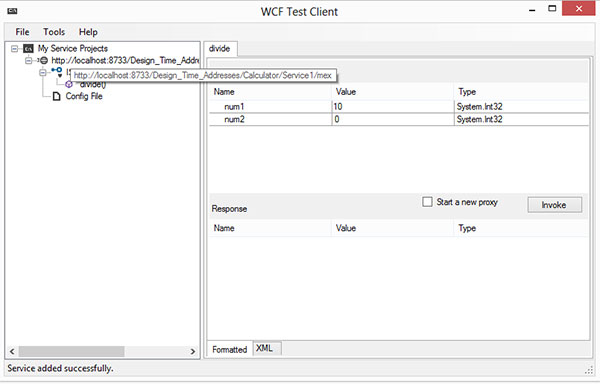 WCF Test Client
File Tools Help
My Service Projects
http://localhost:8733/Design_Time_Addre
http://localhost:8733/Design_Time_Addresses/Calculator/Service1/mex
divide()
Config File
divide
Name Value Type
num1 10 System.Int32
num2 0 System.Int32
Response
Start a new proxy
Invoke
Name Value Type
Formatted XML
Service added successfully.